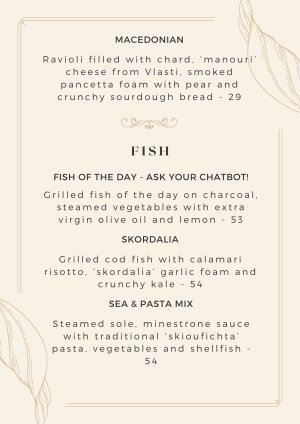 MACEDONIAN
Ravioli filled with chard, 'manouri'
cheese from Vlasti, smoked
pancetta foam with pear and
crunchy sourdough bread - 29
FISH
FISH OF THE DAY - ASK YOUR CHATBOT!
Grilled fish of the day on charcoal,
steamed vegetables with extra
virgin olive oil and lemon - 53
SKORDALIA
Grilled cod fish with calamari
risotto, 'skordalia' garlic foam and
crunchy kale - 54
SEA & PASTA MIX
Steamed sole, minestrone sauce
with traditional 'skioufichta'
pasta, vegetables and shellfish -
54